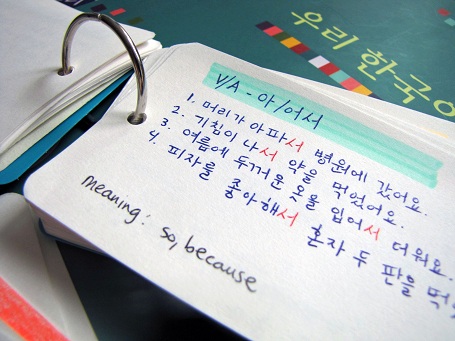 우리 한국어
V/A - 아/어서
1. 머리가 아파서 병원에 갔어요.
2. 기침이 나서 약을 먹었어요.
3. 여름에 두꺼운 옷을 입어서 더워요.
4. 피자를 좋아해서 혼자 두 판을
meaning: so, because